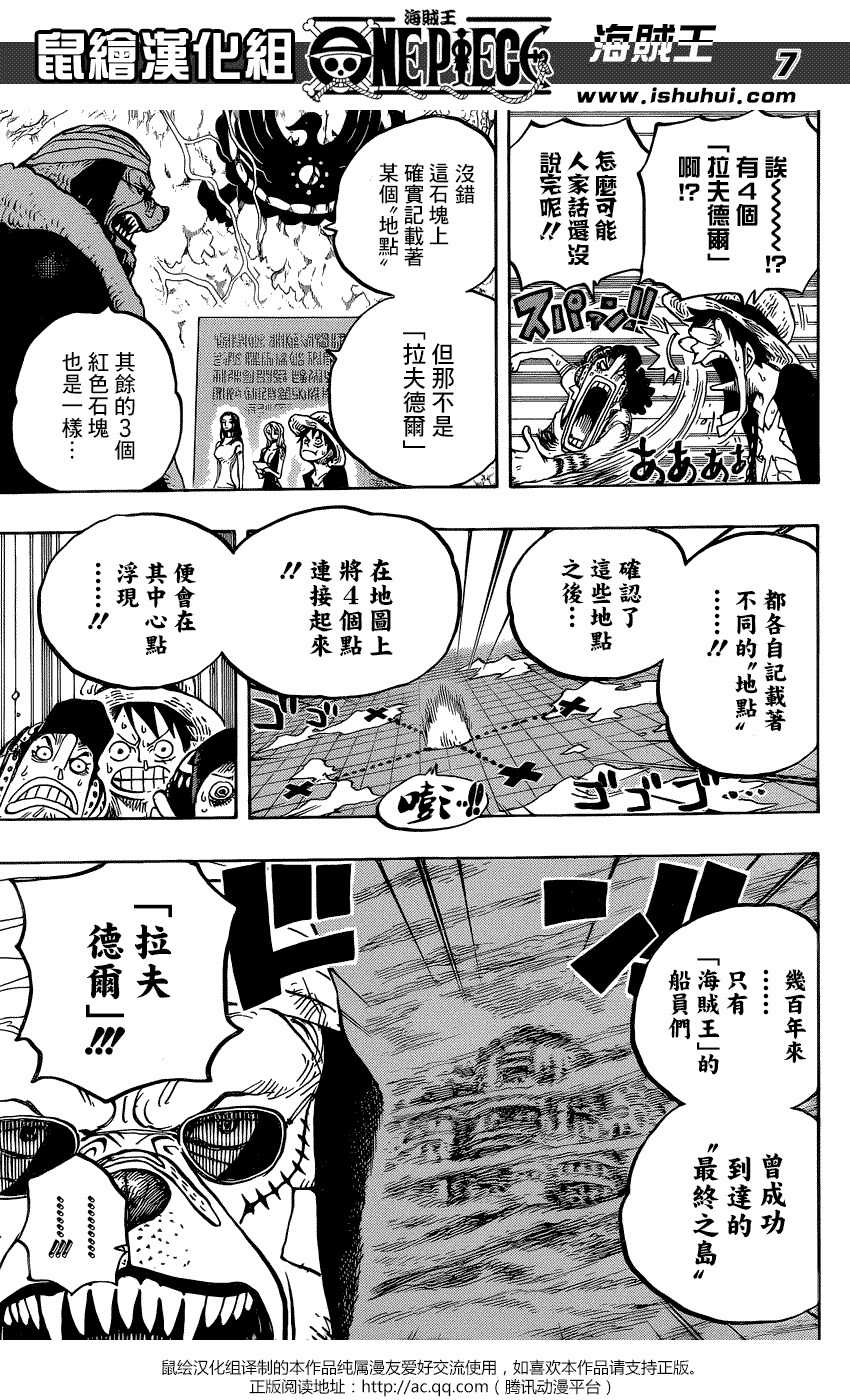 鼠繪漢化組
海賊王
ONE PIECE
海賊王
7
www.ishuhui.com
誒~~~~~!?
有4個
「拉夫德爾」
啊!?
怎麼可能
人家話還沒
說完呢!!
スパァン!!
ああああ
沒錯
這石塊上
確實記載著
某個〝地點〞
但那不是
「拉夫德爾」
其餘的3個
紅色石塊
也是一樣…
都各自記載著
不同的〝地點〞
……!!
確認了
這些地點
之後…
在地圖上
將4個點
連接起來
!!
ゴゴ
嘭…!!
ゴゴーゴ
便會在
其中心點
浮現
……!!
幾百年來
……
只有
「海賊王」的
船員們
曾成功
到達的
〝最終之島〞
ドン
「拉夫
德爾」!!!
………!!!
鼠绘汉化组译制的本作品纯属漫友爱好交流使用，如喜欢本作品请支持正版。
正版阅读地址：http://ac.qq.com（腾讯动漫平台）